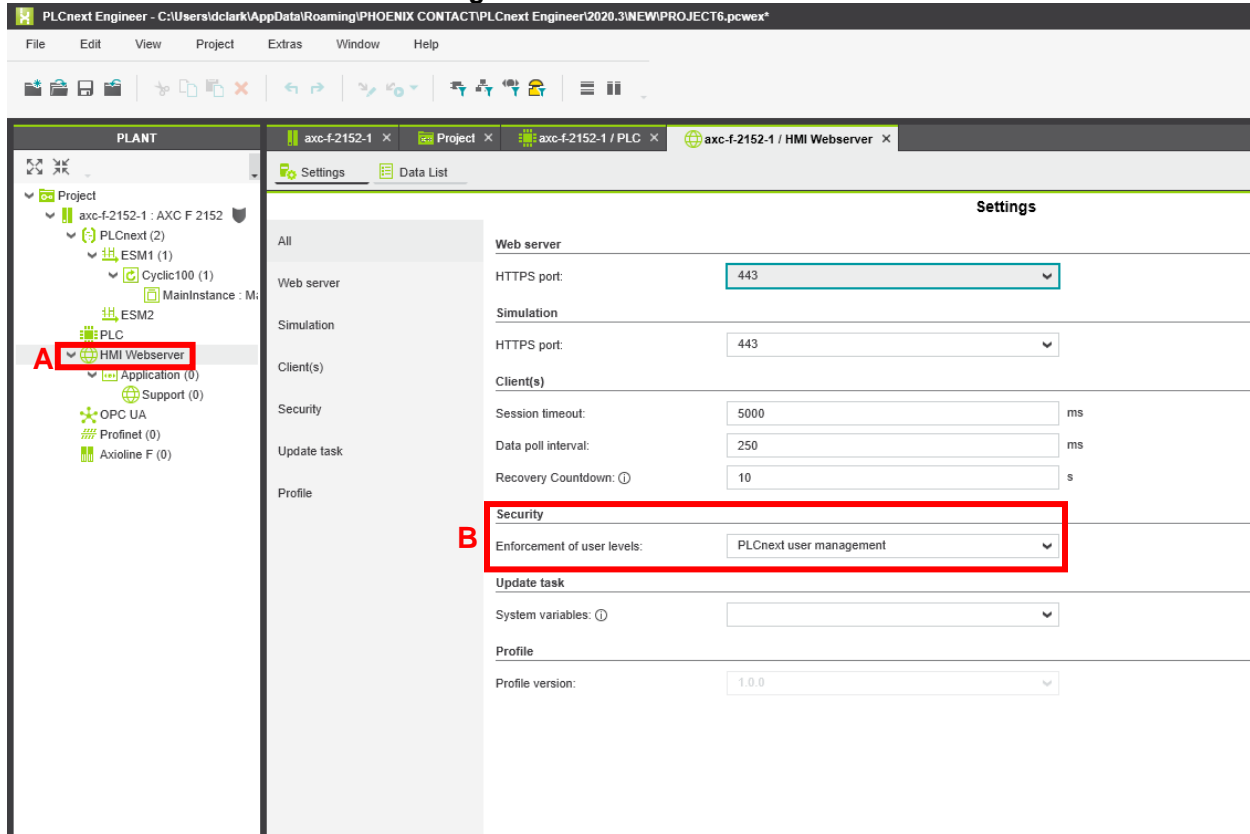 PLCnext Engineer - C:\Users\dclark\AppData\Roaming\PHOENIX CONTACT\PLCnext Engineer\2020.3\NEW\PROJECT6.pcwex*
File Edit View Project Extras Window Help
PLANT
axc-f-2152-1 × Project × axc-f-2152-1 / PLC × axc-f-2152-1 / HMI Webserver ×
Settings Data List
Project
axc-f-2152-1 : AXC F 2152
PLCnext (2)
ESM1 (1)
Cyclic100 (1)
MainInstance : Ma
ESM2
PLC
A HMI Webserver
Application (0)
Support (0)
OPC UA
Profinet (0)
Axioline F (0)
All
Web server
Simulation
Client(s)
Security
Update task
Profile
Settings
Web server
HTTPS port: 443
Simulation
HTTPS port: 443
Client(s)
Session timeout: 5000 ms
Data poll interval: 250 ms
Recovery Countdown: 10 s
B Security
Enforcement of user levels: PLCnext user management
Update task
System variables:
Profile
Profile version: 1.0.0